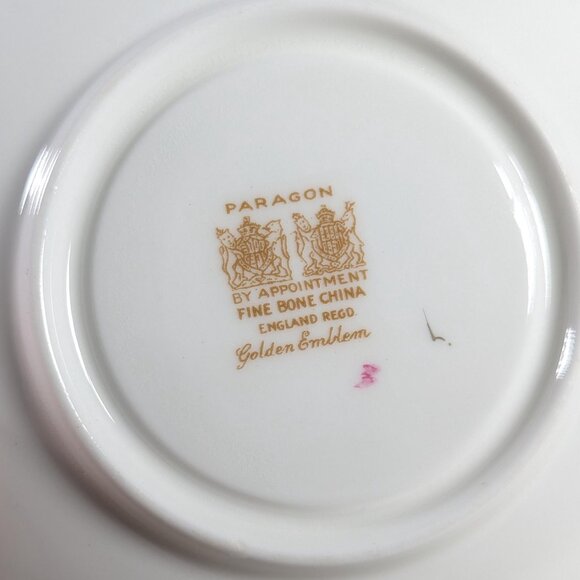 PARAGON
BY APPOINTMENT
FINE BONE CHINA
ENGLAND REGD
Golden Emblem